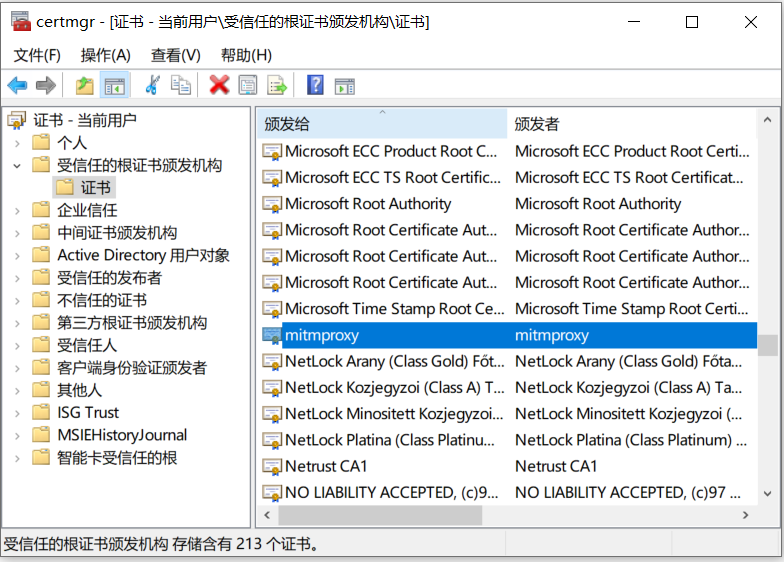 certmgr - [证书 - 当前用户\受信任的根证书颁发机构\证书]
文件(F) 操作(A) 查看(V) 帮助(H)
证书 - 当前用户
个人
受信任的根证书颁发机构
证书
企业信任
中间证书颁发机构
Active Directory 用户对象
受信任的发布者
不信任的证书
第三方根证书颁发机构
受信任人
客户端身份验证颁发者
其他人
ISG Trust
MSIEHistoryJournal
智能卡受信任的根
颁发给 颁发者
Microsoft ECC Product Root C... Microsoft ECC Product Root Certi...
Microsoft ECC TS Root Certific... Microsoft ECC TS Root Certificat...
Microsoft Root Authority Microsoft Root Authority
Microsoft Root Certificate Aut... Microsoft Root Certificate Author...
Microsoft Root Certificate Aut... Microsoft Root Certificate Author...
Microsoft Root Certificate Aut... Microsoft Root Certificate Author...
Microsoft Time Stamp Root Ce... Microsoft Time Stamp Root Certi...
mitmproxy mitmproxy
NetLock Arany (Class Gold) Főt... NetLock Arany (Class Gold) Főta...
NetLock Kozjegyzoi (Class A) T... NetLock Kozjegyzoi (Class A) Ta...
NetLock Minositett Kozjegyzoi... NetLock Minositett Kozjegyzoi (...
NetLock Platina (Class Platinu... NetLock Platina (Class Platinum) ...
Netrust CA1 Netrust CA1
NO LIABILITY ACCEPTED, (c)9... NO LIABILITY ACCEPTED, (c)97 ...
受信任的根证书颁发机构 存储含有 213 个证书。